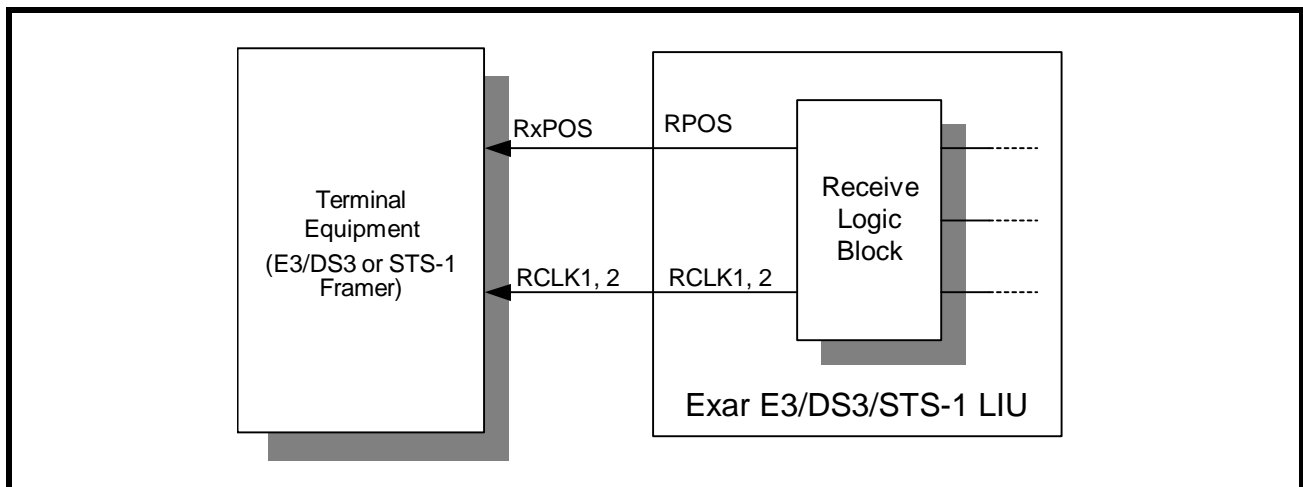 RxPOS
RPOS
Terminal
Equipment
(E3/DS3 or STS-1
Framer)
Receive
Logic
Block
RCLK1, 2
RCLK1, 2
Exar E3/DS3/STS-1 LIU